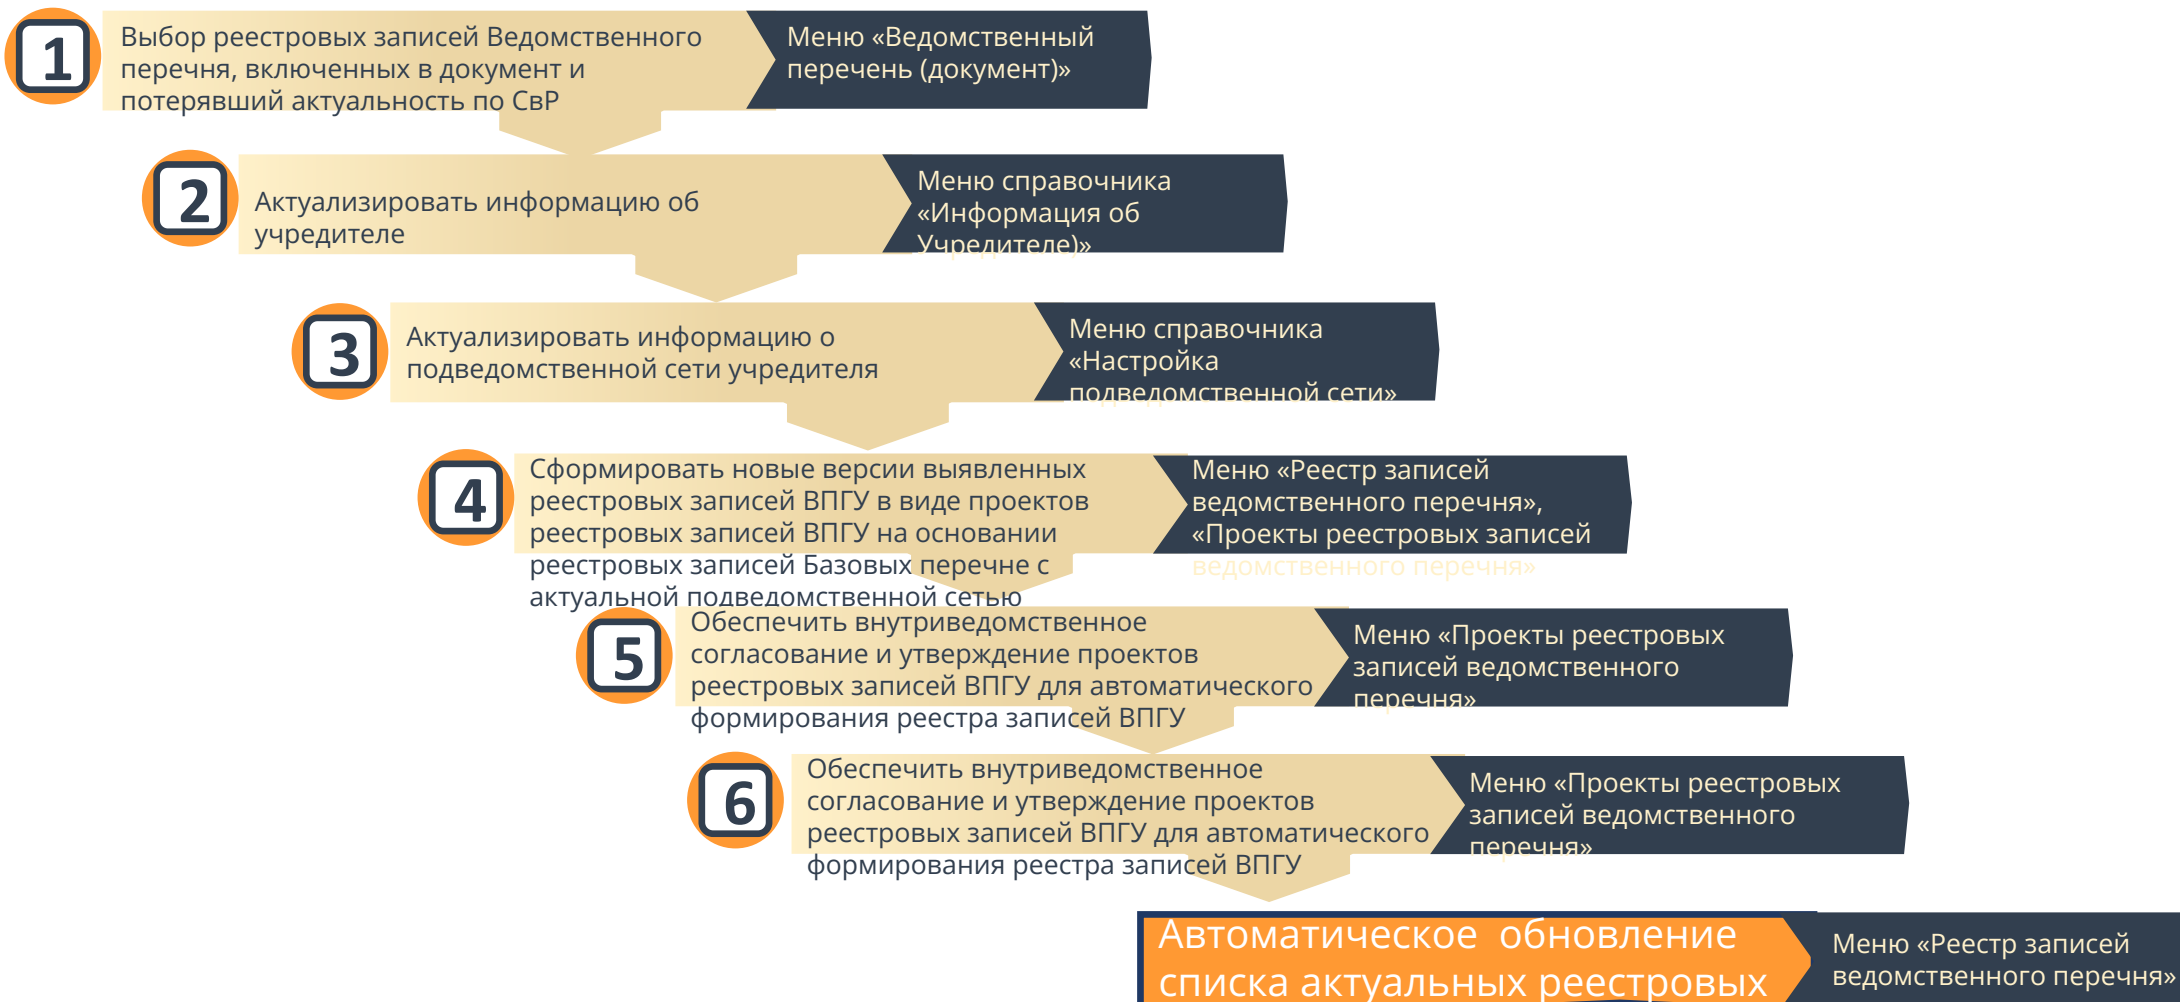 1
Выбор реестровых записей Ведомственного
перечня, включенных в документ и
потерявший актуальность по СвР
Меню «Ведомственный
перечень (документ)»
2
Актуализировать информацию об
учредителе
Меню справочника
«Информация об
Учредителе)»
3
Актуализировать информацию о
подведомственной сети учредителя
Меню справочника
«Настройка
подведомственной сети»
4
Сформировать новые версии выявленных
реестровых записей ВПГУ в виде проектов
реестровых записей ВПГУ на основании
реестровых записей Базовых перечне с
актуальной подведомственной сетью
Меню «Реестр записей
ведомственного перечня»,
«Проекты реестровых записей
ведомственного перечня»
5
Обеспечить внутриведомственное
согласование и утверждение проектов
реестровых записей ВПГУ для автоматического
формирования реестра записей ВПГУ
Меню «Проекты реестровых
записей ведомственного
перечня»
6
Обеспечить внутриведомственное
согласование и утверждение проектов
реестровых записей ВПГУ для автоматического
формирования реестра записей ВПГУ
Меню «Проекты реестровых
записей ведомственного
перечня»
Автоматическое  обновление
списка актуальных реестровых
Меню «Реестр записей
ведомственного перечня»